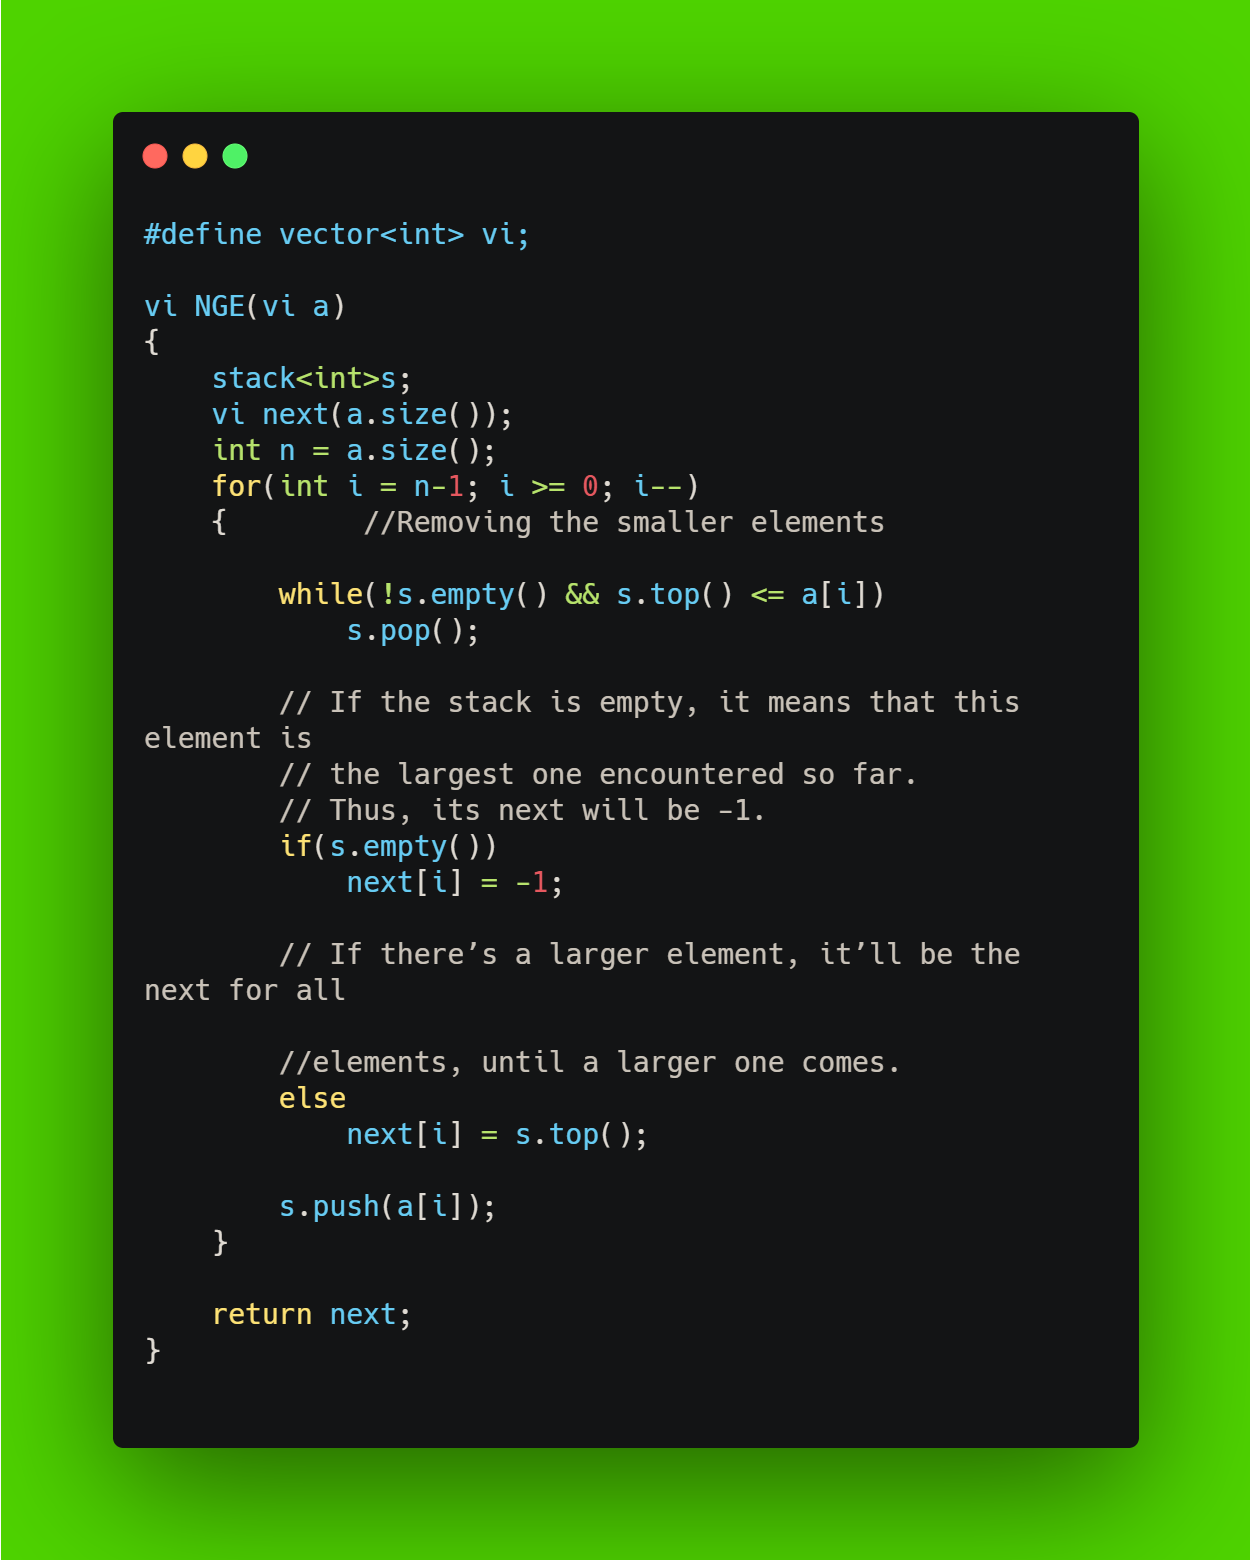 #define vector<int> vi;
vi NGE(vi a)
{
    stack<int>s;
    vi next(a.size());
    int n = a.size();
    for(int i = n-1; i >= 0; i--)
    {        //Removing the smaller elements
        while(!s.empty() && s.top() <= a[i])
            s.pop();
        // If the stack is empty, it means that this
element is
        // the largest one encountered so far.
        // Thus, its next will be -1.
        if(s.empty())
            next[i] = -1;
        // If there’s a larger element, it’ll be the
next for all
        //elements, until a larger one comes.
        else
            next[i] = s.top();
        s.push(a[i]);
    }
    return next;
}